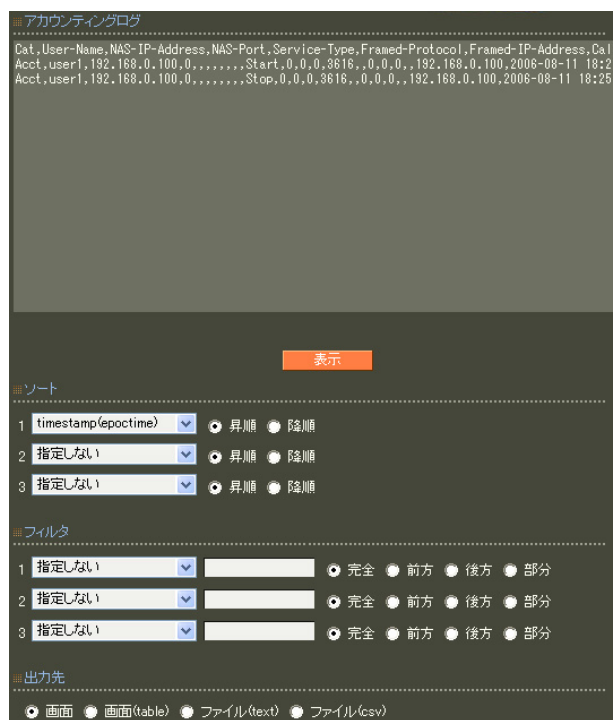 アカウンティングログ
Cat,User-Name,NAS-IP-Address,NAS-Port,Service-Type,Framed-Protocol,Framed-IP-Address,Cal
Acct,user1,192.168.0.100,0,,,,,,,,Start,0,0,0,3616,,0,0,0,,192.168.0.100,2006-08-11 18:2
Acct,user1,192.168.0.100,0,,,,,,,,Stop,0,0,0,3616,,0,0,0,,192.168.0.100,2006-08-11 18:25
表示
ソート
1 timestamp(epoctime) 昇順 降順
2 指定しない 昇順 降順
3 指定しない 昇順 降順
フィルタ
1 指定しない 完全 前方 後方 部分
2 指定しない 完全 前方 後方 部分
3 指定しない 完全 前方 後方 部分
出力先
画面 画面(table) ファイル(text) ファイル(csv)